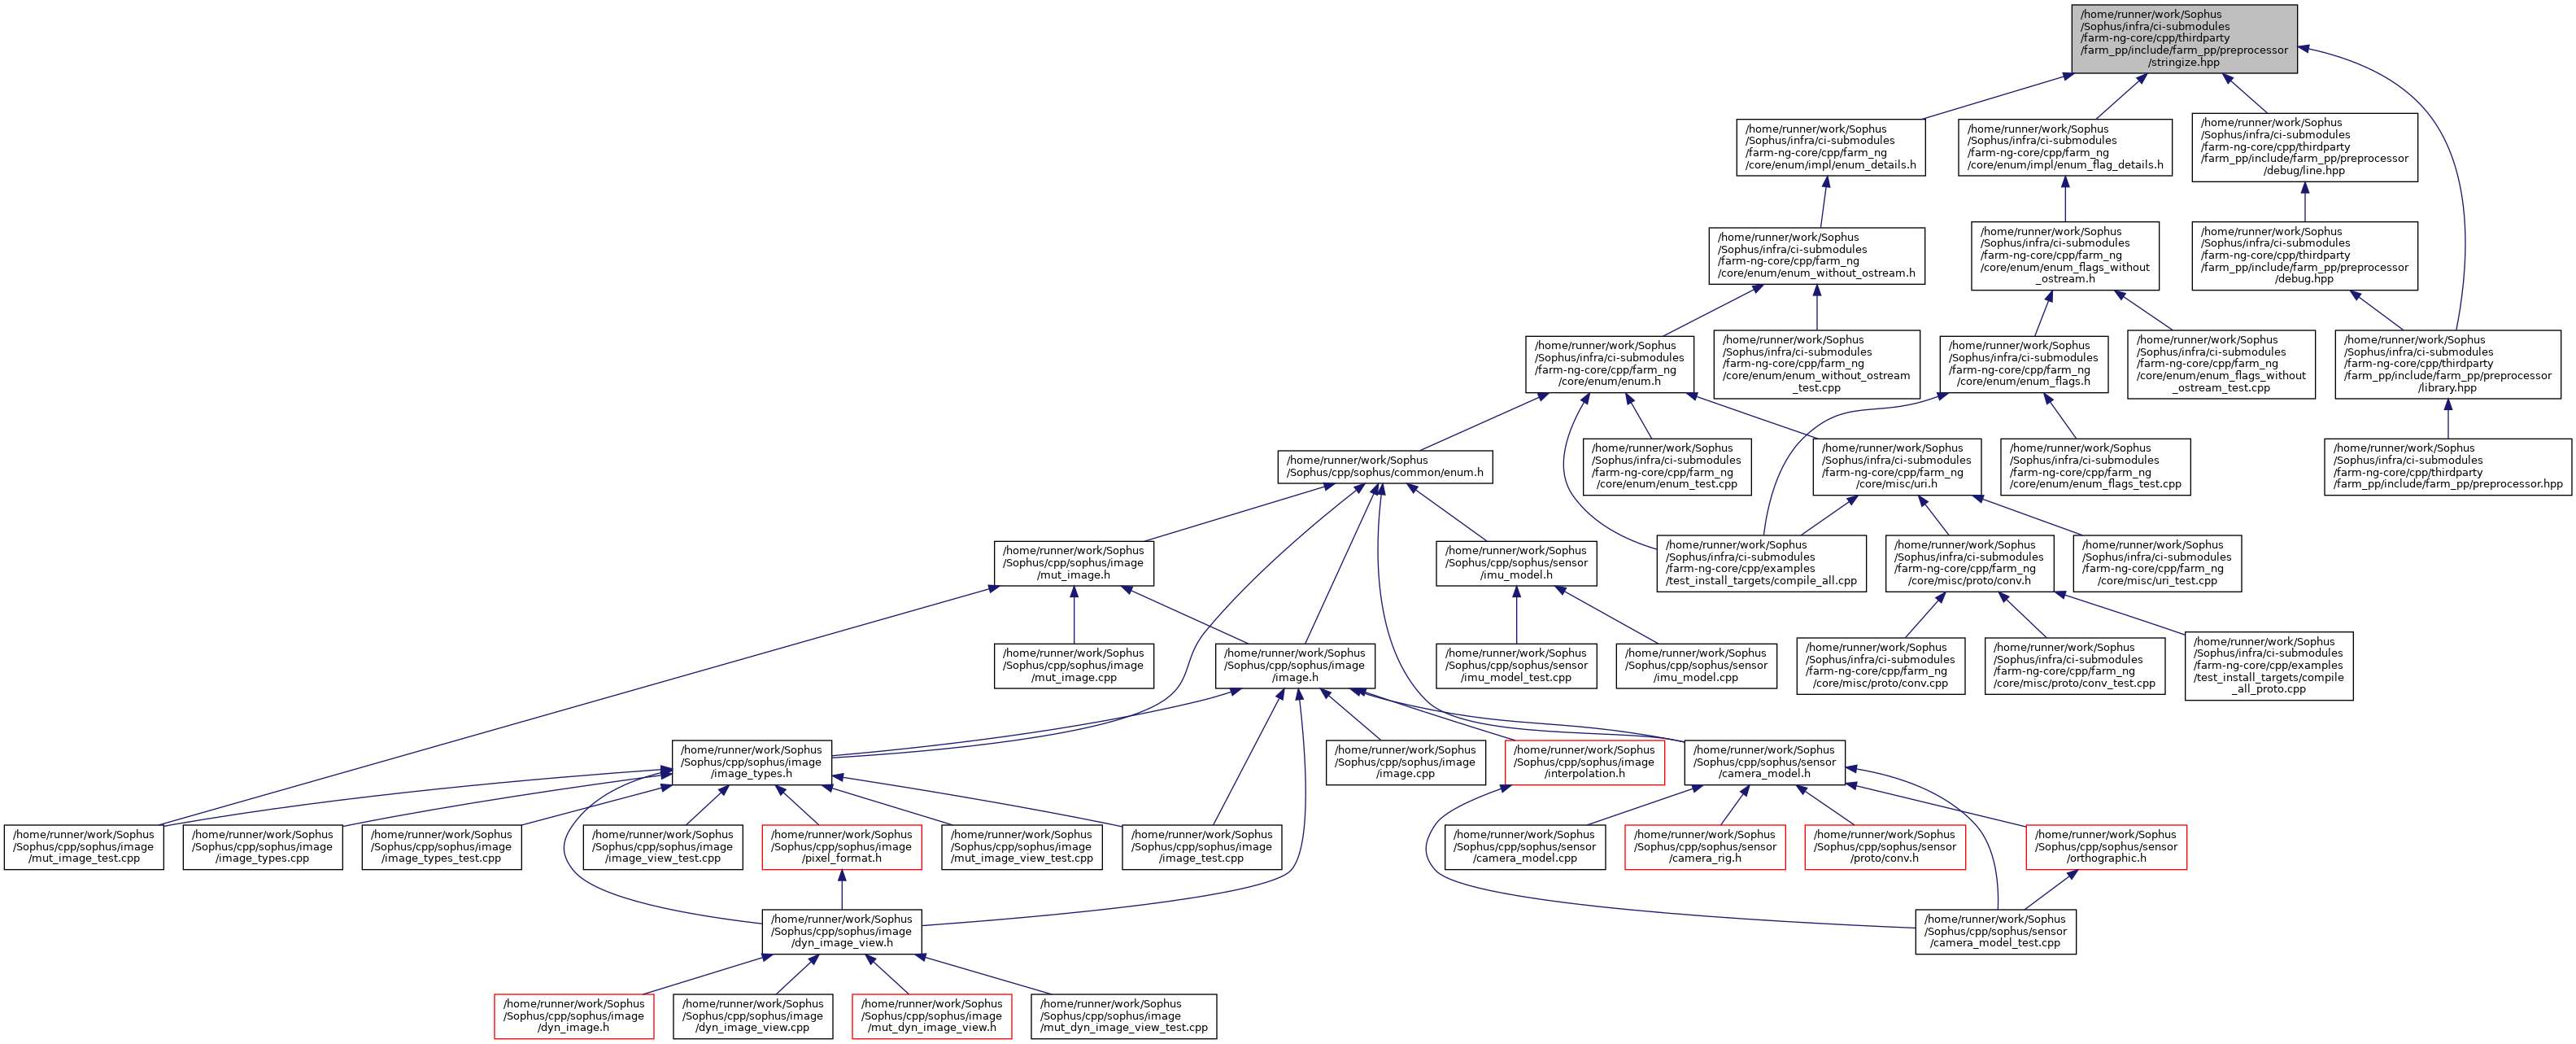 /home/runner/work/Sophus
/Sophus/infra/ci-submodules
/farm-ng-core/cpp/thirdparty
/farm_pp/include/farm_pp/preprocessor
/stringize.hpp
/home/runner/work/Sophus
/Sophus/infra/ci-submodules
/farm-ng-core/cpp/farm_ng
/core/enum/impl/enum_details.h
/home/runner/work/Sophus
/Sophus/infra/ci-submodules
/farm-ng-core/cpp/farm_ng
/core/enum/impl/enum_flag_details.h
/home/runner/work/Sophus
/Sophus/infra/ci-submodules
/farm-ng-core/cpp/thirdparty
/farm_pp/include/farm_pp/preprocessor
/debug/line.hpp
/home/runner/work/Sophus
/Sophus/infra/ci-submodules
/farm-ng-core/cpp/farm_ng
/core/enum/enum_without_ostream.h
/home/runner/work/Sophus
/Sophus/infra/ci-submodules
/farm-ng-core/cpp/farm_ng
/core/enum/enum_flags_without
_ostream.h
/home/runner/work/Sophus
/Sophus/infra/ci-submodules
/farm-ng-core/cpp/thirdparty
/farm_pp/include/farm_pp/preprocessor
/debug.hpp
/home/runner/work/Sophus
/Sophus/infra/ci-submodules
/farm-ng-core/cpp/farm_ng
/core/enum/enum.h
/home/runner/work/Sophus
/Sophus/infra/ci-submodules
/farm-ng-core/cpp/farm_ng
/core/enum/enum_without_ostream
_test.cpp
/home/runner/work/Sophus
/Sophus/infra/ci-submodules
/farm-ng-core/cpp/farm_ng
/core/enum/enum_flags.h
/home/runner/work/Sophus
/Sophus/infra/ci-submodules
/farm-ng-core/cpp/farm_ng
/core/enum/enum_flags_without
_ostream_test.cpp
/home/runner/work/Sophus
/Sophus/infra/ci-submodules
/farm-ng-core/cpp/thirdparty
/farm_pp/include/farm_pp/preprocessor
/library.hpp
/home/runner/work/Sophus
/Sophus/cpp/sophus/common/enum.h
/home/runner/work/Sophus
/Sophus/infra/ci-submodules
/farm-ng-core/cpp/farm_ng
/core/enum/enum_test.cpp
/home/runner/work/Sophus
/Sophus/infra/ci-submodules
/farm-ng-core/cpp/farm_ng
/core/misc/uri.h
/home/runner/work/Sophus
/Sophus/infra/ci-submodules
/farm-ng-core/cpp/farm_ng
/core/enum/enum_flags_test.cpp
/home/runner/work/Sophus
/Sophus/infra/ci-submodules
/farm-ng-core/cpp/thirdparty
/farm_pp/include/farm_pp/preprocessor.hpp
/home/runner/work/Sophus
/Sophus/cpp/sophus/image
/mut_image.h
/home/runner/work/Sophus
/Sophus/cpp/sophus/sensor
/imu_model.h
/home/runner/work/Sophus
/Sophus/infra/ci-submodules
/farm-ng-core/cpp/examples
/test_install_targets/compile_all.cpp
/home/runner/work/Sophus
/Sophus/infra/ci-submodules
/farm-ng-core/cpp/farm_ng
/core/misc/proto/conv.h
/home/runner/work/Sophus
/Sophus/infra/ci-submodules
/farm-ng-core/cpp/farm_ng
/core/misc/uri_test.cpp
/home/runner/work/Sophus
/Sophus/cpp/sophus/image
/mut_image.cpp
/home/runner/work/Sophus
/Sophus/cpp/sophus/image
/image.h
/home/runner/work/Sophus
/Sophus/cpp/sophus/sensor
/imu_model_test.cpp
/home/runner/work/Sophus
/Sophus/cpp/sophus/sensor
/imu_model.cpp
/home/runner/work/Sophus
/Sophus/infra/ci-submodules
/farm-ng-core/cpp/farm_ng
/core/misc/proto/conv.cpp
/home/runner/work/Sophus
/Sophus/infra/ci-submodules
/farm-ng-core/cpp/farm_ng
/core/misc/proto/conv_test.cpp
/home/runner/work/Sophus
/Sophus/infra/ci-submodules
/farm-ng-core/cpp/examples
/test_install_targets/compile
_all_proto.cpp
/home/runner/work/Sophus
/Sophus/cpp/sophus/image
/image_types.h
/home/runner/work/Sophus
/Sophus/cpp/sophus/image
/image.cpp
/home/runner/work/Sophus
/Sophus/cpp/sophus/image
/interpolation.h
/home/runner/work/Sophus
/Sophus/cpp/sophus/sensor
/camera_model.h
/home/runner/work/Sophus
/Sophus/cpp/sophus/image
/mut_image_test.cpp
/home/runner/work/Sophus
/Sophus/cpp/sophus/image
/image_types.cpp
/home/runner/work/Sophus
/Sophus/cpp/sophus/image
/image_types_test.cpp
/home/runner/work/Sophus
/Sophus/cpp/sophus/image
/image_view_test.cpp
/home/runner/work/Sophus
/Sophus/cpp/sophus/image
/pixel_format.h
/home/runner/work/Sophus
/Sophus/cpp/sophus/image
/mut_image_view_test.cpp
/home/runner/work/Sophus
/Sophus/cpp/sophus/image
/image_test.cpp
/home/runner/work/Sophus
/Sophus/cpp/sophus/sensor
/camera_model.cpp
/home/runner/work/Sophus
/Sophus/cpp/sophus/sensor
/camera_rig.h
/home/runner/work/Sophus
/Sophus/cpp/sophus/sensor
/proto/conv.h
/home/runner/work/Sophus
/Sophus/cpp/sophus/sensor
/orthographic.h
/home/runner/work/Sophus
/Sophus/cpp/sophus/image
/dyn_image_view.h
/home/runner/work/Sophus
/Sophus/cpp/sophus/sensor
/camera_model_test.cpp
/home/runner/work/Sophus
/Sophus/cpp/sophus/image
/dyn_image.h
/home/runner/work/Sophus
/Sophus/cpp/sophus/image
/dyn_image_view.cpp
/home/runner/work/Sophus
/Sophus/cpp/sophus/image
/mut_dyn_image_view.h
/home/runner/work/Sophus
/Sophus/cpp/sophus/image
/mut_dyn_image_view_test.cpp